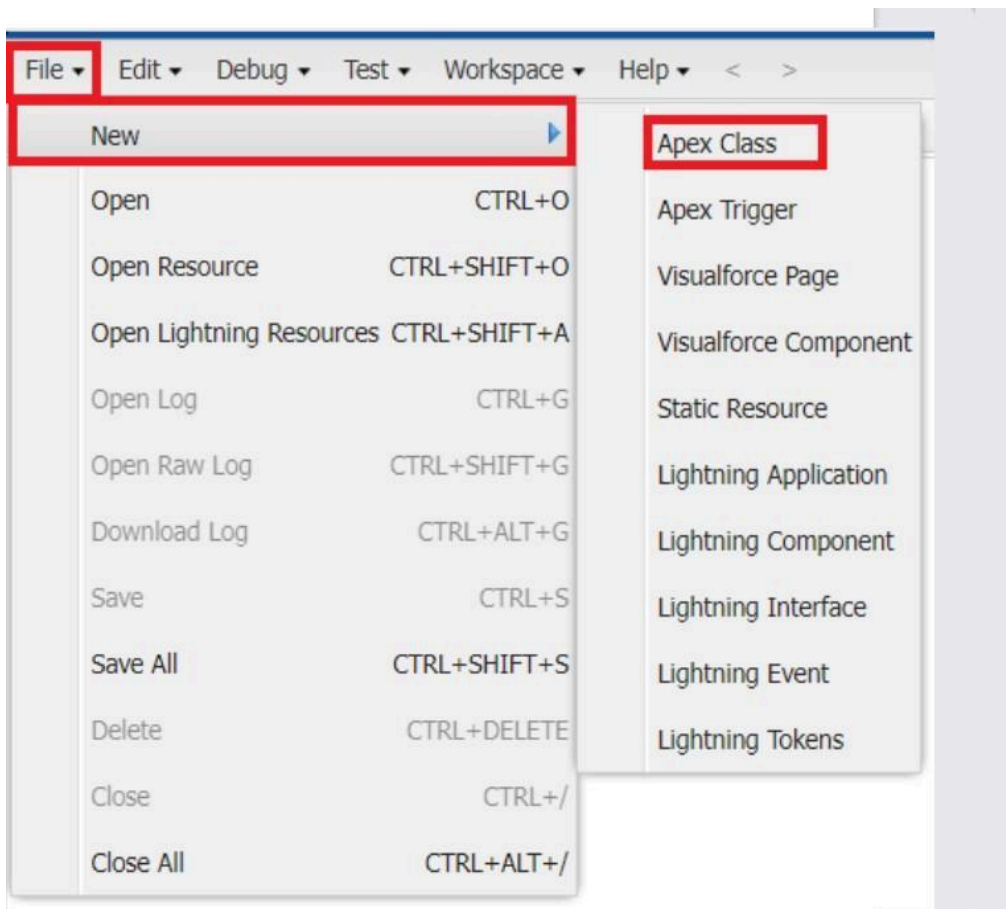 File Edit Debug Test Workspace Help < >
New
Open CTRL+O
Open Resource CTRL+SHIFT+O
Open Lightning Resources CTRL+SHIFT+A
Open Log CTRL+G
Open Raw Log CTRL+SHIFT+G
Download Log CTRL+ALT+G
Save CTRL+S
Save All CTRL+SHIFT+S
Delete CTRL+DELETE
Close CTRL+/
Close All CTRL+ALT+/
Apex Class
Apex Trigger
Visualforce Page
Visualforce Component
Static Resource
Lightning Application
Lightning Component
Lightning Interface
Lightning Event
Lightning Tokens